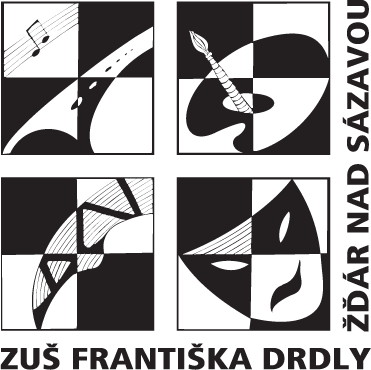 ZUŠ FRANTIŠKA DRDLY
ŽĎÁR NAD SÁZAVOU